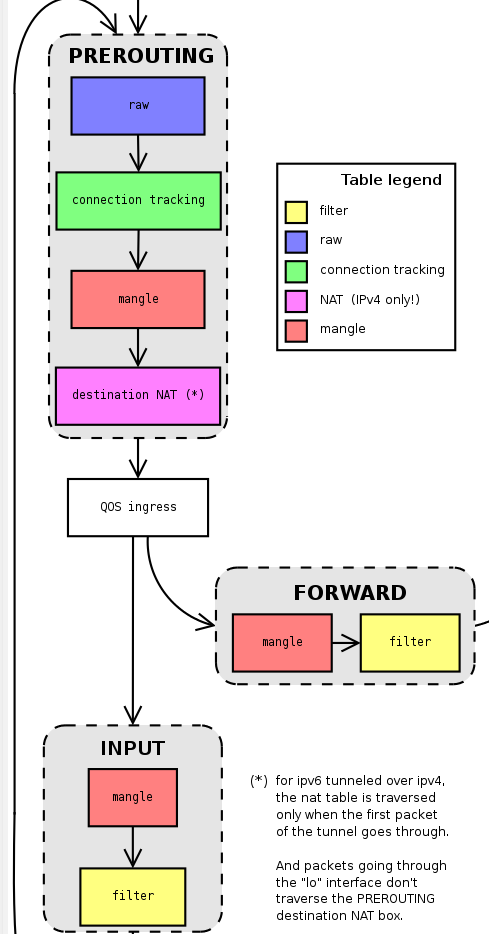 PREROUTING
raw
connection tracking
mangle
destination NAT (*)
Table legend
filter
raw
connection tracking
NAT (IPv4 only!)
mangle
QOS ingress
FORWARD
mangle
filter
INPUT
mangle
filter
(*) for ipv6 tunneled over ipv4,
the nat table is traversed
only when the first packet
of the tunnel goes through.
And packets going through
the "lo" interface don't
traverse the PREROUTING
destination NAT box.